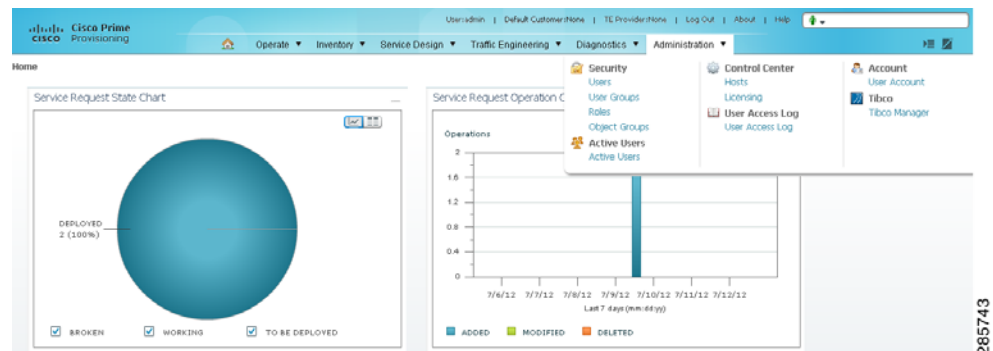 User:admin | Default Customer:None | TE Provider:None | Log Out | About | Help
Cisco Prime
CISCO Provisioning
Operate Inventory Service Design Traffic Engineering Diagnostics Administration
Home
Security
Users
User Groups
Roles
Object Groups
Active Users
Active Users
Control Center
Hosts
Licensing
User Access Log
User Access Log
Account
User Account
Tibco
Tibco Manager
Service Request State Chart
DEPLOYED
2 (100%)
BROKEN WORKING TO BE DEPLOYED
Service Request Operation C
Operations
2
1.6
1.2
0.8
0.4
0
7/6/12 7/7/12 7/8/12 7/9/12 7/10/12 7/11/12 7/12/12
Last 7 days(mm:dd:yy)
ADDED MODIFIED DELETED
285743